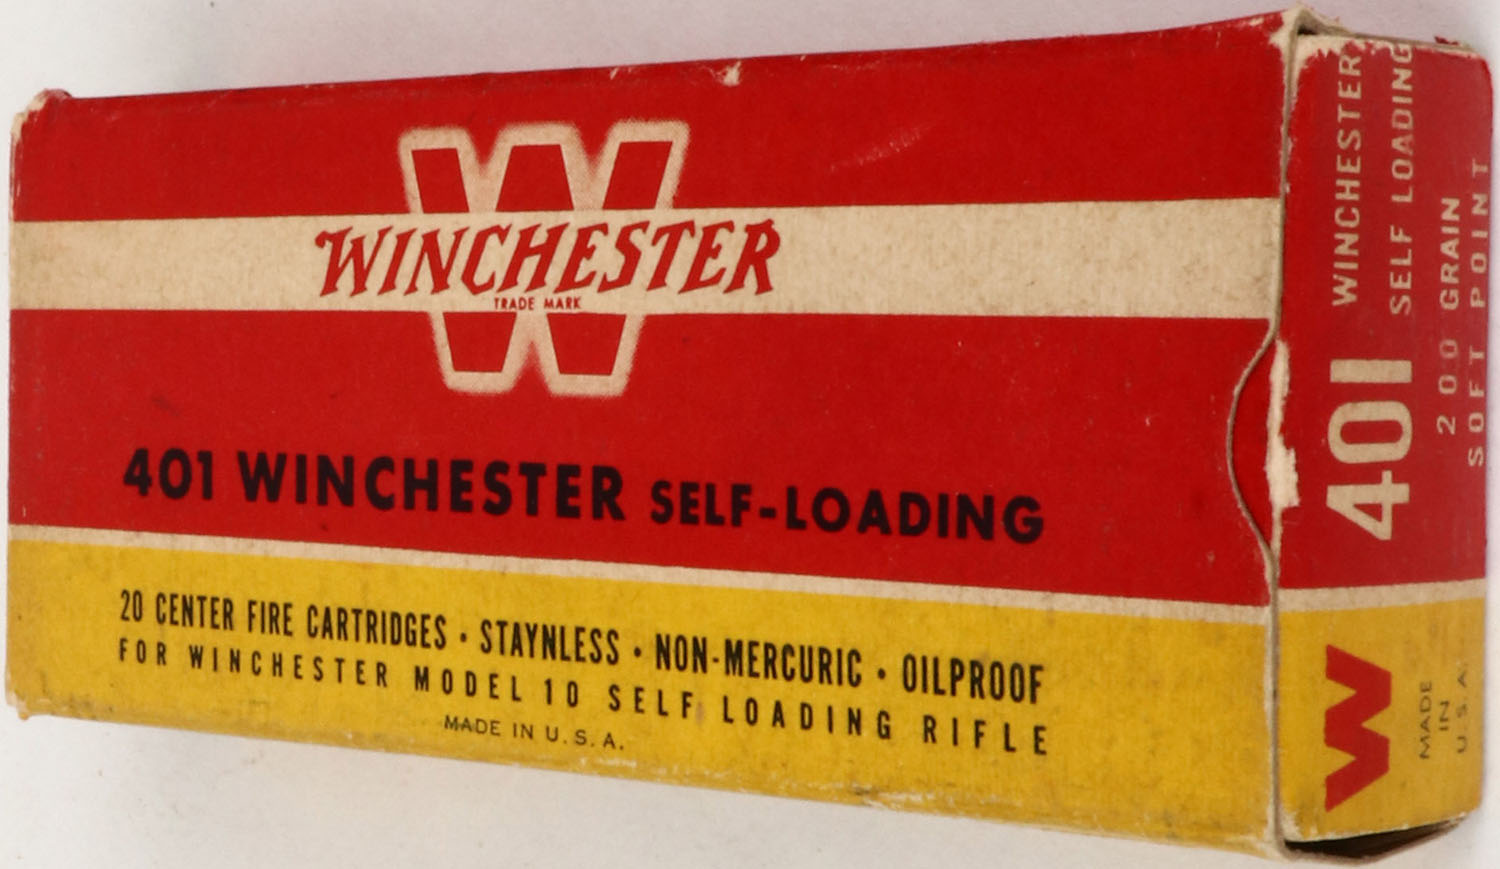 W
WINCHESTER
TRADE MARK
401 WINCHESTER SELF-LOADING
20 CENTER FIRE CARTRIDGES · STAYNLESS · NON-MERCURIC · OILPROOF
FOR WINCHESTER MODEL 10 SELF LOADING RIFLE
MADE IN U.S.A.
401
WINCHESTER
SELF LOADING
200 GRAIN
SOFT POINT
W
MADE
IN
U.S.A.